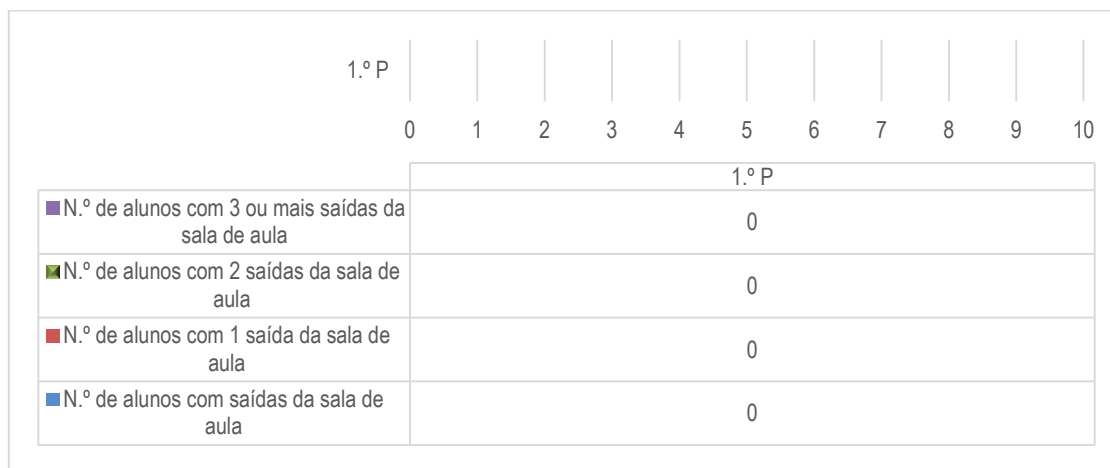 1.º P
0 1 2 3 4 5 6 7 8 9 10
1.º P
N.º de alunos com 3 ou mais saídas da
sala de aula
0
N.º de alunos com 2 saídas da sala de
aula
0
N.º de alunos com 1 saída da sala de
aula
0
N.º de alunos com saídas da sala de
aula
0